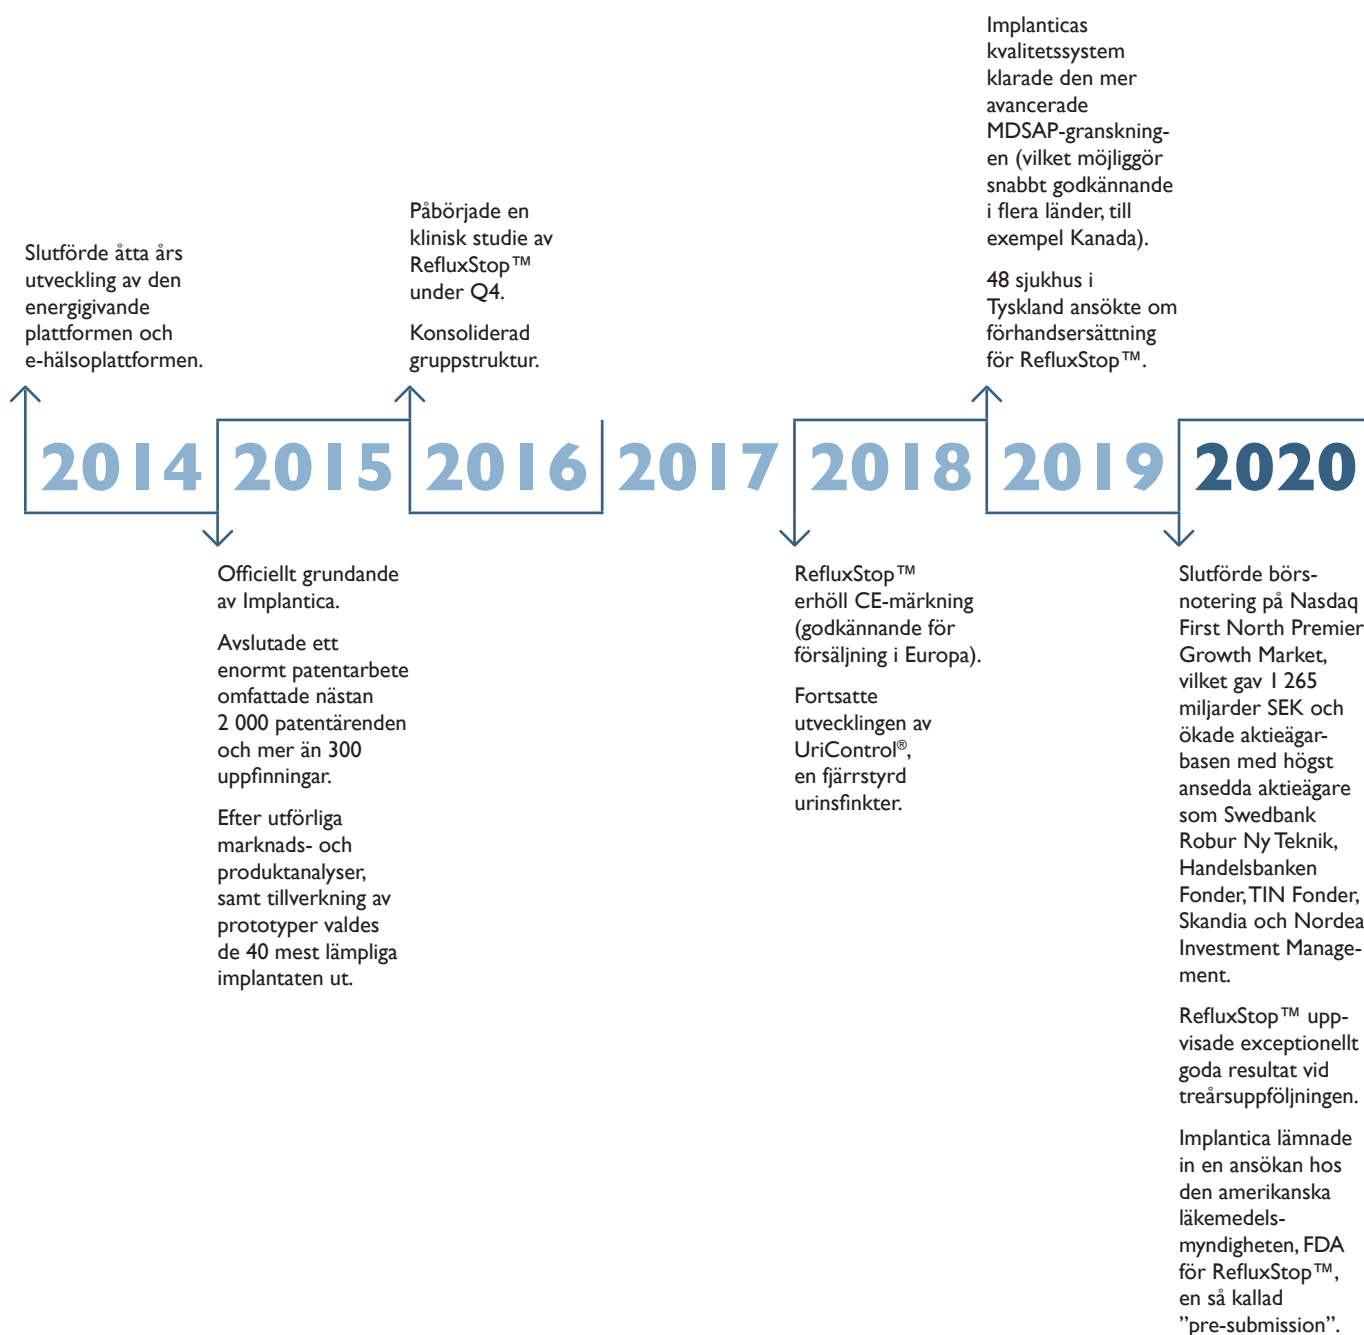 Implanticas
kvalitetssystem
klarade den mer
avancerade
MDSAP-gransknin­g-
en (vilket möjliggör
snabbt godkännande
i flera länder, till
exempel Kanada).
48 sjukhus i
Tyskland ansökte om
förhandsersättning
för RefluxStop™.
Påbörjade en
klinisk studie av
RefluxStop™
under Q4.
Konsoliderad
gruppstruktur.
Slutförde åtta års
utveckling av den
energigivande
plattformen och
e-hälsoplattformen.
2014 2015 2016 2017 2018 2019 2020
Officiellt grundande
av Implantica.
Avslutade ett
enormt patentarbete
omfattade nästan
2 000 patentärenden
och mer än 300
uppfinningar.
Efter utförliga
marknads- och
produktanalyser,
samt tillverkning av
prototyper valdes
de 40 mest lämpliga
implantaten ut.
RefluxStop™
erhöll CE-märkning
(godkännande för
försäljning i Europa).
Fortsatte
utvecklingen av
UriControl®,
en fjärrstyrd
urinsfinkter.
Slutförde börs-
notering på Nasdaq
First North Premier
Growth Market,
vilket gav 1 265
miljarder SEK och
ökade aktieägar-
basen med högst
ansedda aktieägare
som Swedbank
Robur Ny Teknik,
Handelsbanken
Fonder, TIN Fonder,
Skandia och Nordea
Investment Manage-
ment.
RefluxStop™ upp-
visade exceptionellt
goda resultat vid
treårsuppföljningen.
Implantica lämnade
in en ansökan hos
den amerikanska
läkemedels-
myndigheten, FDA
för RefluxStop™,
en så kallad
”pre-submission”.